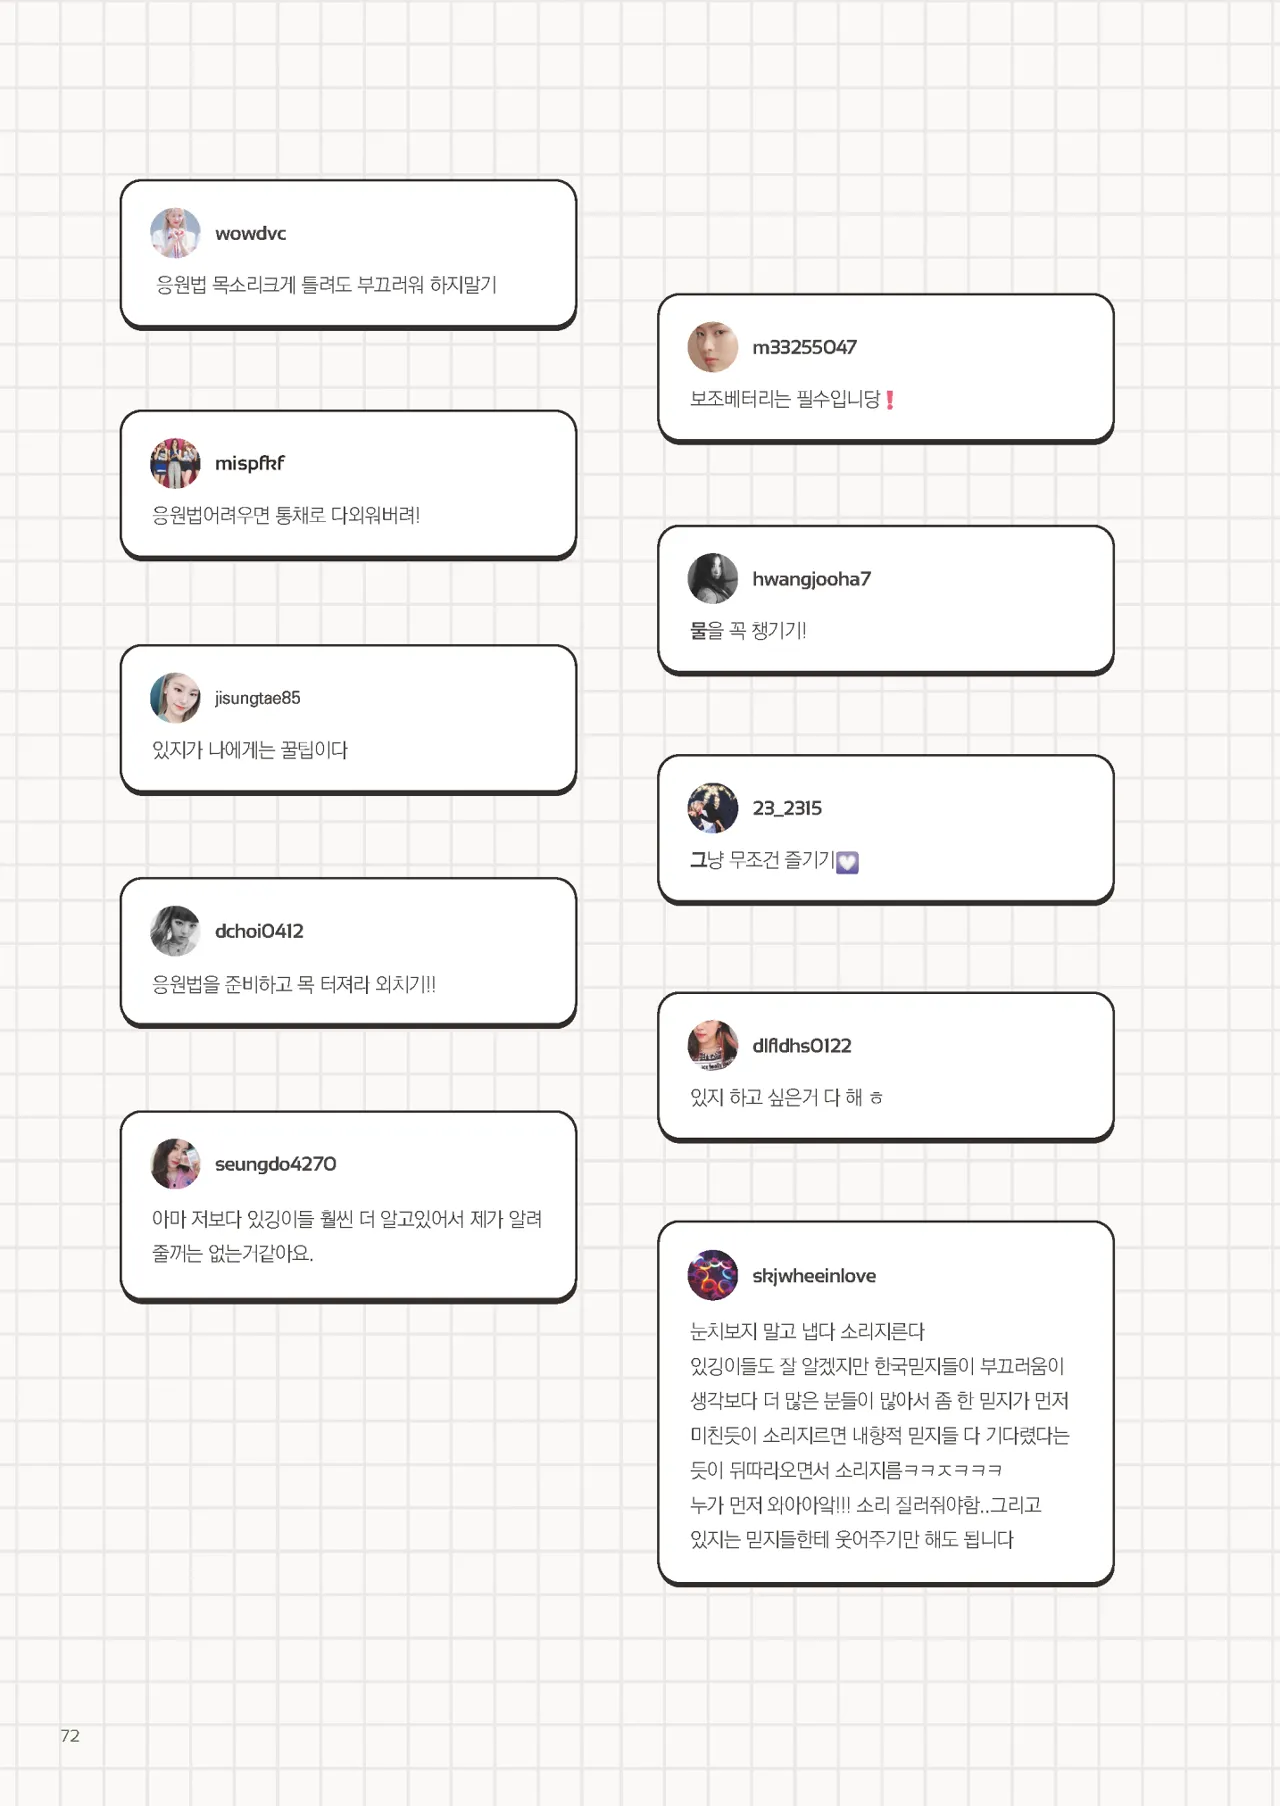 wowdvc
응원법 목소리크게 틀려도 부끄러워 하지말기
mispfkf
응원법어려우면 통채로 다외워버려!
jisungtae85
있지가 나에게는 꿀팁이다
dchoi0412
응원법을 준비하고 목 터져라 외치기!!
seungdo4270
아마 저보다 있깅이들 훨씬 더 알고있어서 제가 알려
줄꺼는 없는거같아요.
m33255047
보조베터리는 필수입니당❗
hwangjooha7
물을 꼭 챙기기!
23_2315
그냥 무조건 즐기기💟
dlfldhs0122
있지 하고 싶은거 다 해 ㅎ
skjwheeinlove
눈치보지 말고 냅다 소리지른다
있깅이들도 잘 알겠지만 한국믿지들이 부끄러움이
생각보다 더 많은 분들이 많아서 좀 한 믿지가 먼저
미친듯이 소리지르면 내향적 믿지들 다 기다렸다는
듯이 뒤따라오면서 소리지름ㅋㅋㅈㅋㅋㅋ
누가 먼저 와아아악!!! 소리 질러줘야함..그리고
있지는 믿지들한테 웃어주기만 해도 됩니다
72